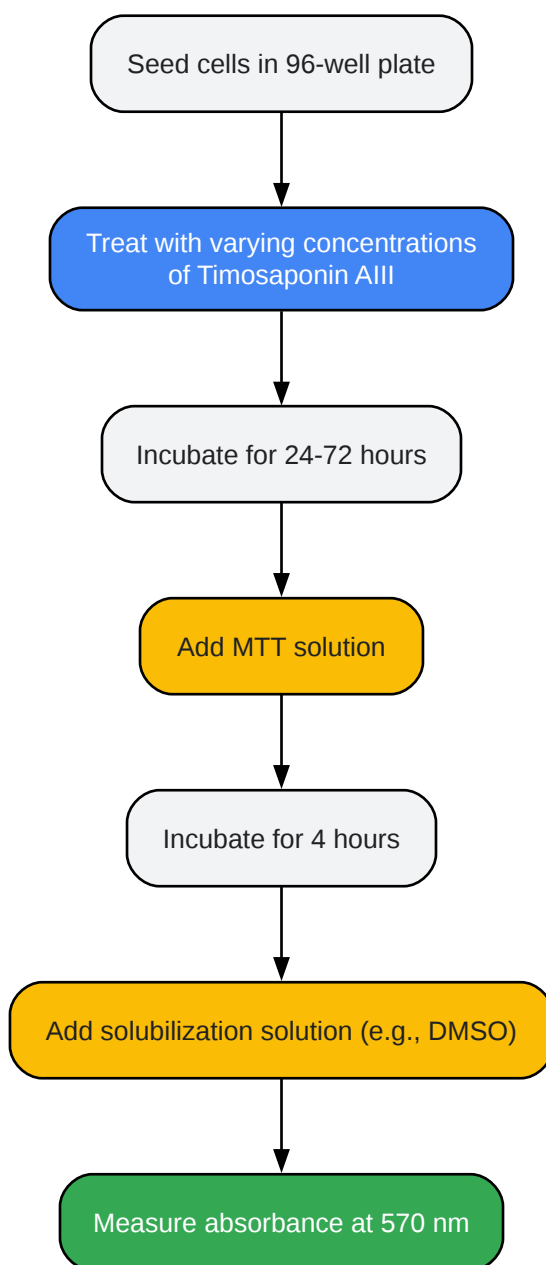 Seed cells in 96-well plate
Treat with varying concentrations
of Timosaponin AIII
Incubate for 24-72 hours
Add MTT solution
Incubate for 4 hours
Add solubilization solution (e.g., DMSO)
Measure absorbance at 570 nm